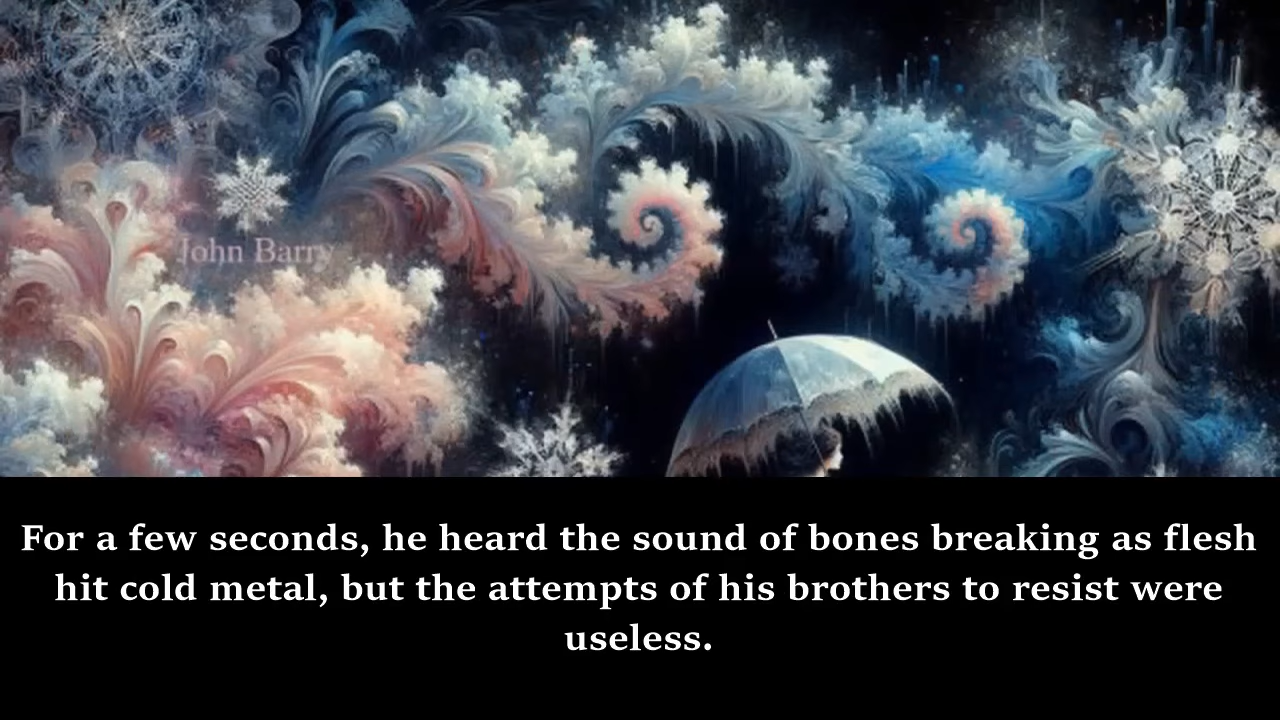 John Barry
For a few seconds, he heard the sound of bones breaking as flesh
hit cold metal, but the attempts of his brothers to resist were
useless.